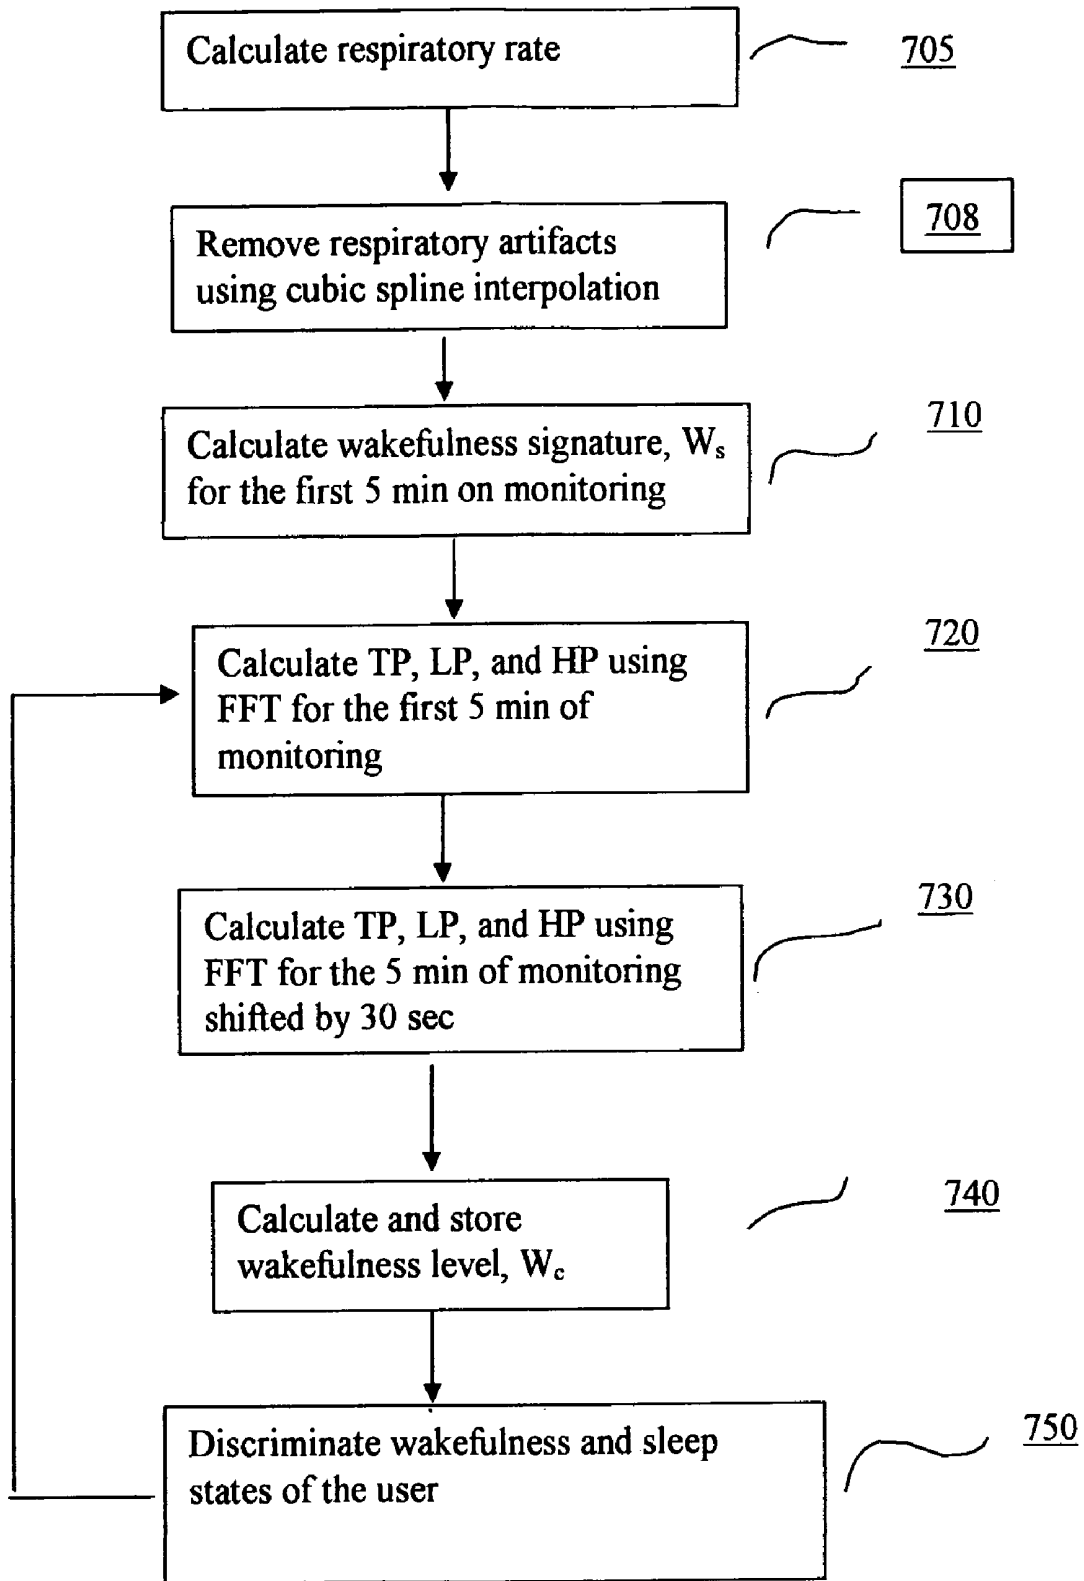 Calculate respiratory rate
705
Remove respiratory artifacts
using cubic spline interpolation
708
Calculate wakefulness signature, Ws
for the first 5 min on monitoring
710
Calculate TP, LP, and HP using
FFT for the first 5 min of
monitoring
720
Calculate TP, LP, and HP using
FFT for the 5 min of monitoring
shifted by 30 sec
730
Calculate and store
wakefulness level, Wc
740
Discriminate wakefulness and sleep
states of the user
750